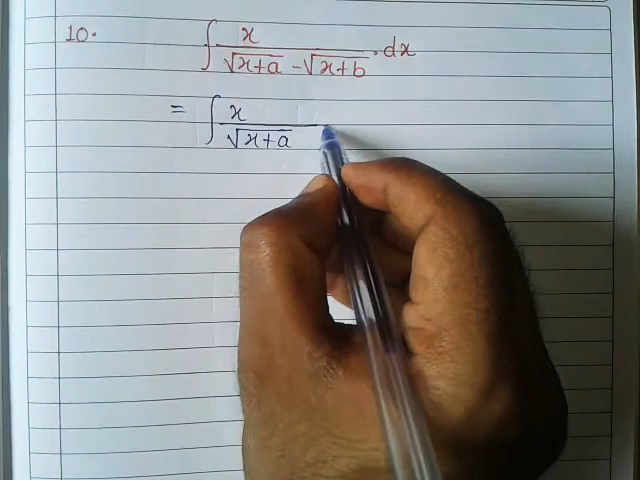 10. ∫ x / (√(x+a) - √(x+b)) . dx
= ∫ x / √(x+a)